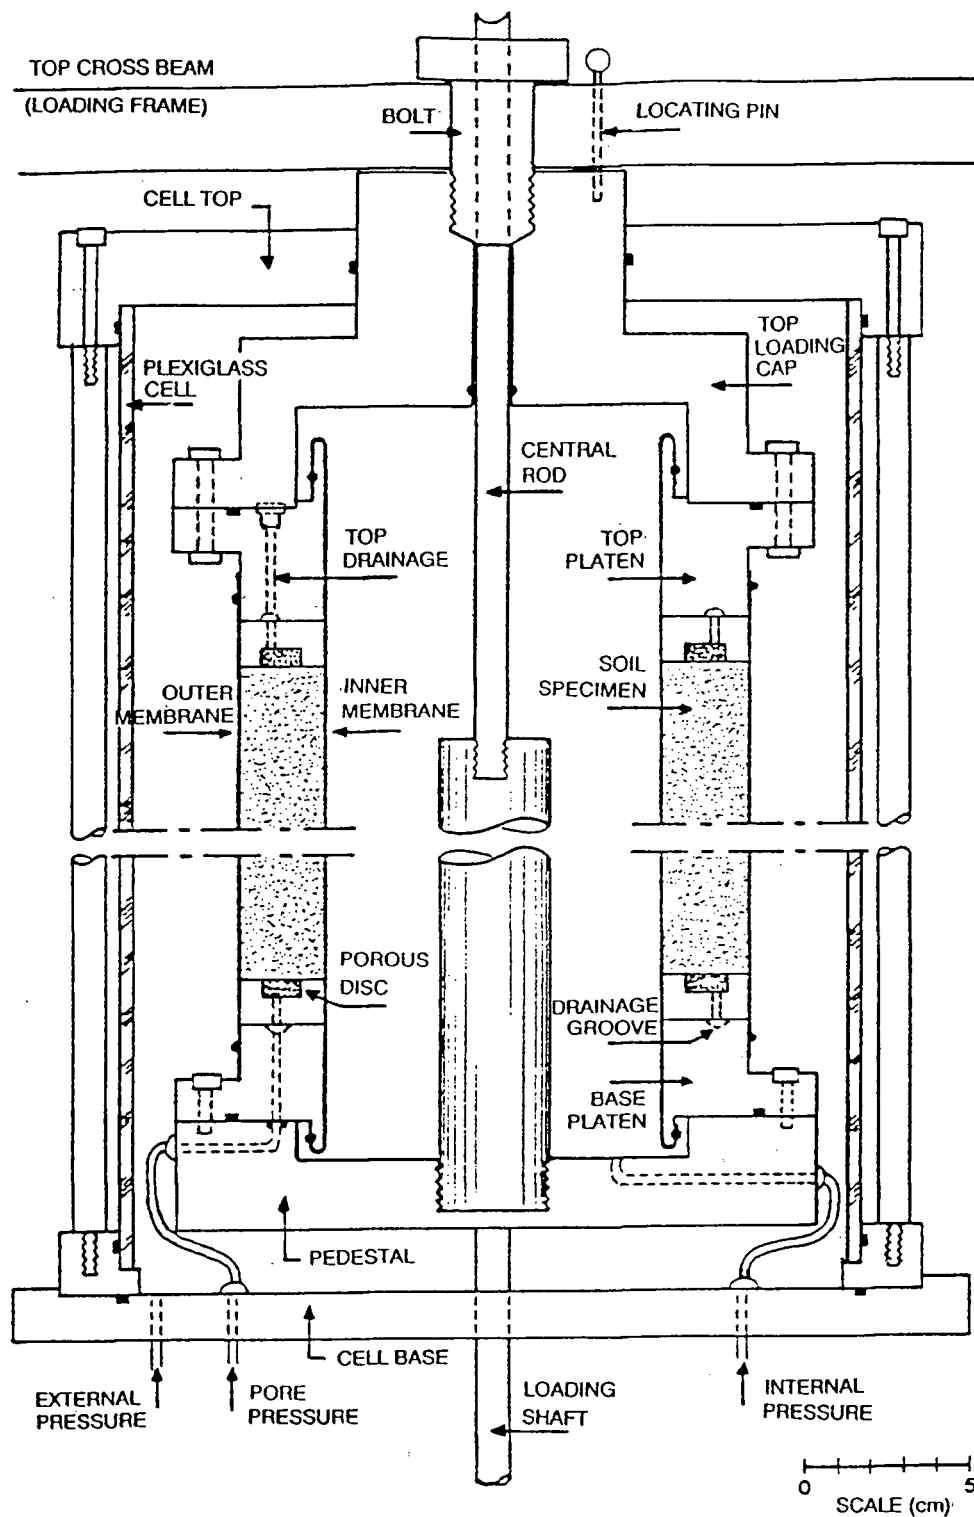 TOP CROSS BEAM
(LOADING FRAME)
BOLT
LOCATING PIN
CELL TOP
PLEXIGLASS
CELL
TOP
LOADING
CAP
CENTRAL
ROD
TOP
DRAINAGE
TOP
PLATEN
OUTER
MEMBRANE
INNER
MEMBRANE
SOIL
SPECIMEN
POROUS
DISC
DRAINAGE
GROOVE
BASE
PLATEN
PEDESTAL
CELL BASE
EXTERNAL
PRESSURE
PORE
PRESSURE
LOADING
SHAFT
INTERNAL
PRESSURE
0 5
SCALE (cm)